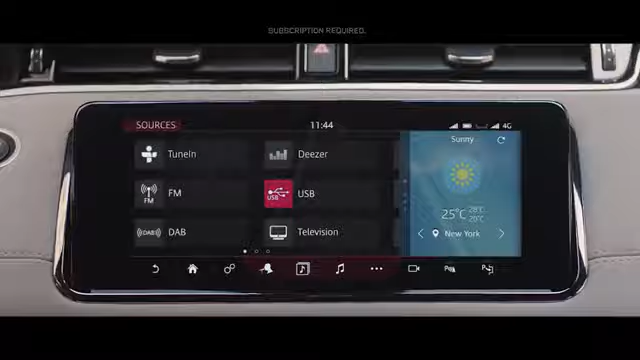 SUBSCRIPTION REQUIRED.
SOURCES
11:44
4G
TuneIn
Deezer
FM
FM
USB
USB
DAB
DAB
Television
Sunny
25°C
28°C
20°C
New York